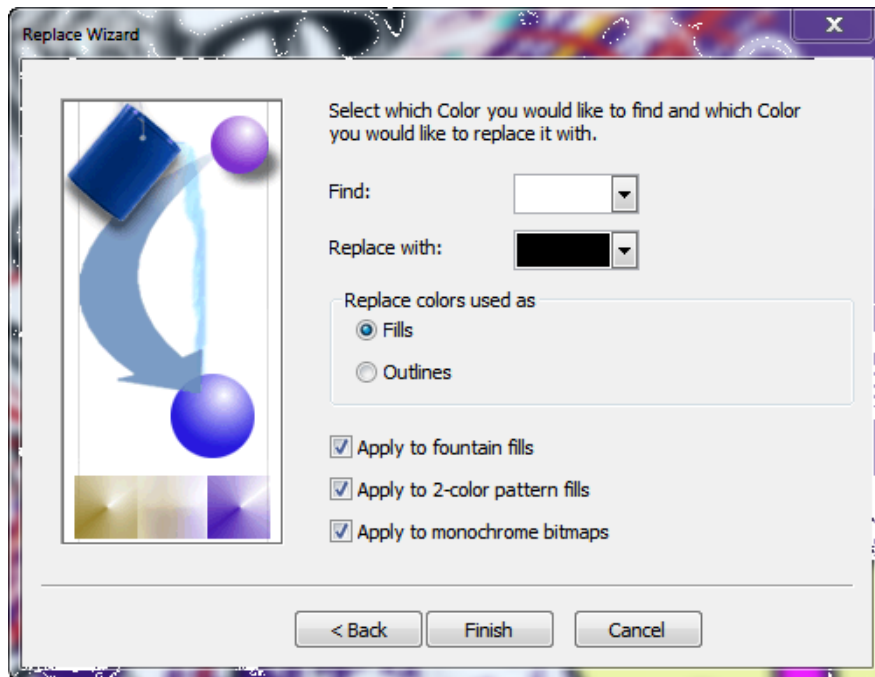 Replace Wizard
X
Select which Color you would like to find and which Color
you would like to replace it with.
Find:
Replace with:
Replace colors used as
Fills
Outlines
Apply to fountain fills
Apply to 2-color pattern fills
Apply to monochrome bitmaps
< Back Finish Cancel